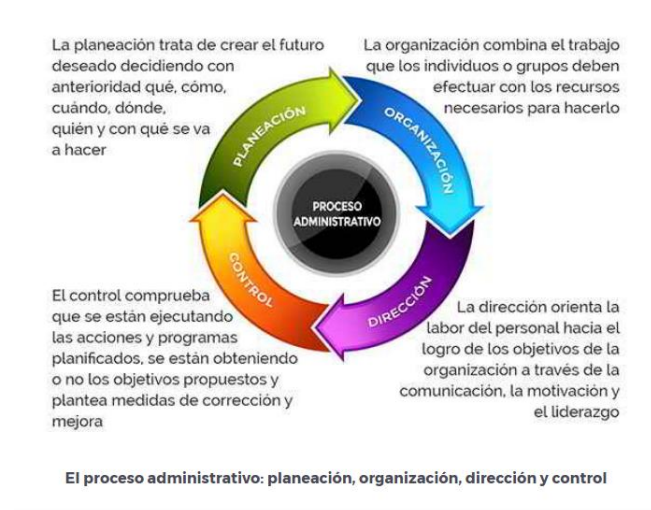 La planeación trata de crear el futuro
deseado decidiendo con
anterioridad qué, cómo,
cuándo, dónde,
quién y con qué se va
a hacer
La organización combina el trabajo
que los individuos o grupos deben
efectuar con los recursos
necesarios para hacerlo
PLANEACIÓN
ORGANIZACIÓN
PROCESO
ADMINISTRATIVO
CONTROL
DIRECCIÓN
El control comprueba
que se están ejecutando
las acciones y programas
planificados, se están obteniendo
o no los objetivos propuestos y
plantea medidas de corrección y
mejora
La dirección orienta la
labor del personal hacia el
logro de los objetivos de la
organización a través de la
comunicación, la motivación y
el liderazgo
El proceso administrativo: planeación, organización, dirección y control